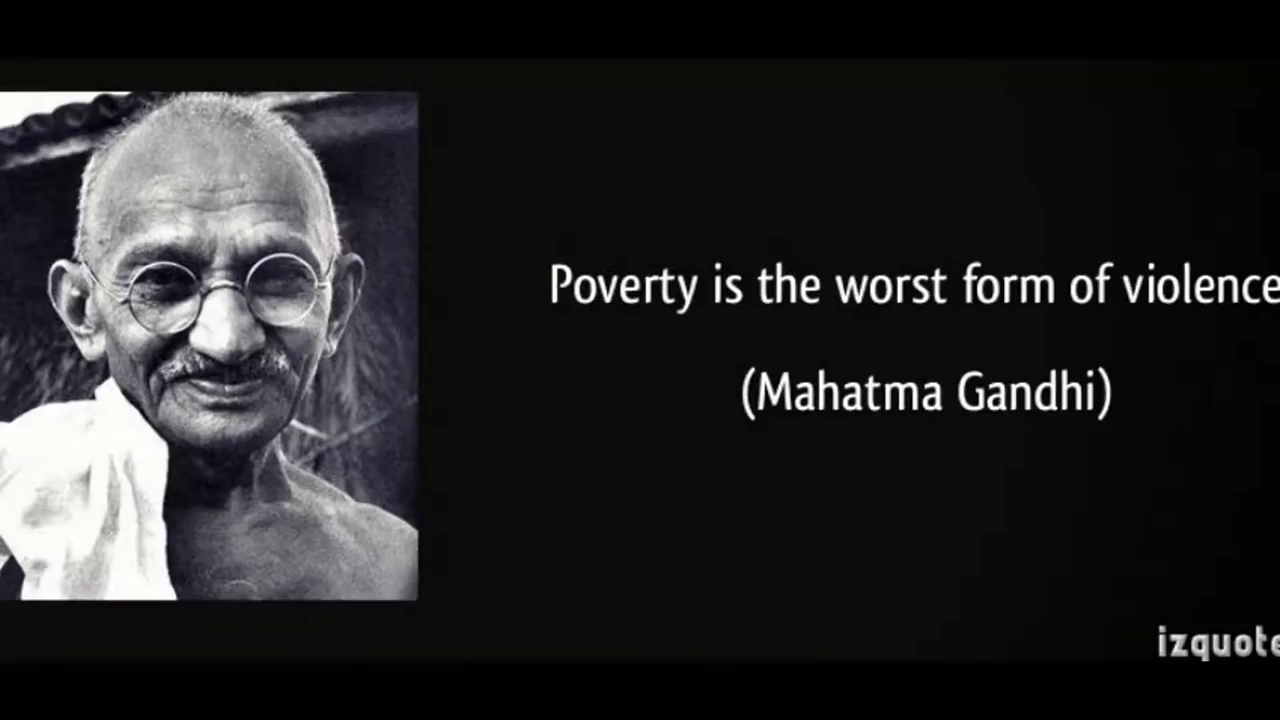 Poverty is the worst form of violence
(Mahatma Gandhi)
izquote